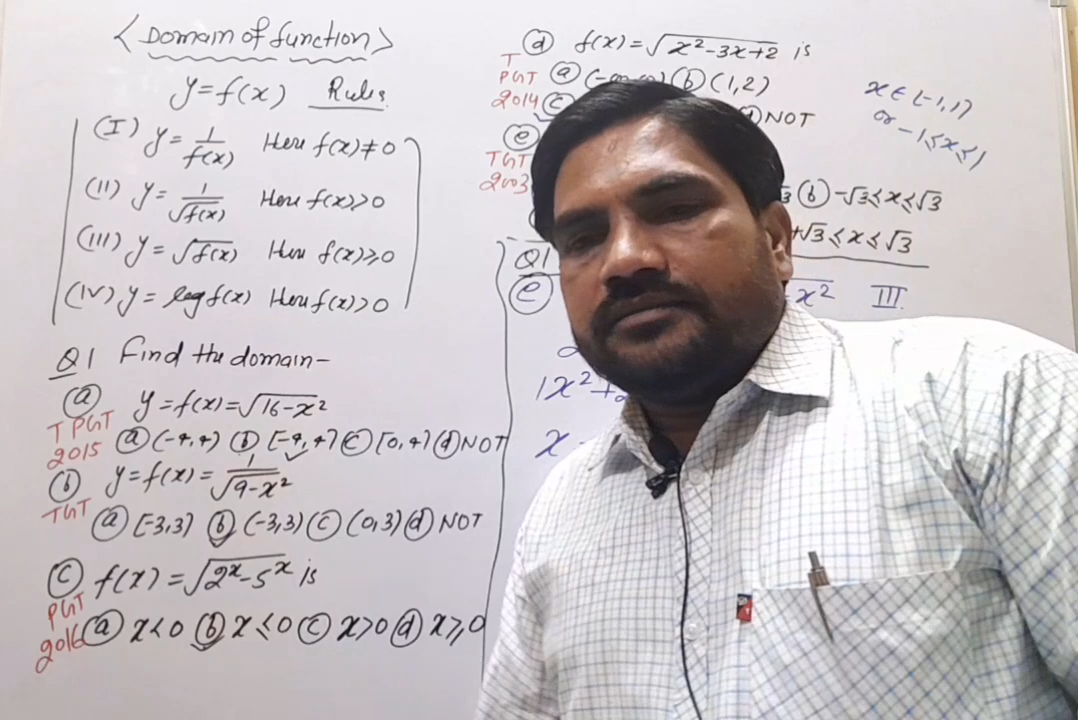 <Domain of function>
y=f(x) Rules
(I) y=1/f(x) Here f(x)≠0
(II) y=1/√f(x) Here f(x)>0
(III) y=√f(x) Here f(x)≥0
(IV) y=log f(x) Here f(x)>0
Q1 Find the domain-
(a) y=f(x)=√16-x²
TPGT 2015 (a) (-4,4) (b) [-4,4] (c) [0,4) (d) NOT
(b) y=f(x)=1/√9-x²
TGT (a) [-3,3) (b) (-3,3) (c) (0,3) (d) NOT
(c) f(x)=√2ˣ-5ˣ is
PGT 2016 (a) x<0 (b) x≤0 (c) x>0 (d) x≥0
(d) f(x)=√x²-3x+2 is
T PGT 2014 (a) (b) (1,2)
(c) NOT
(e)
TGT 2003
(b) -√3≤x≤√3
√3≤x≤√3
x∈[-1,1]
or -1≤x≤1
Q1
(e) x² III
1x²+
x